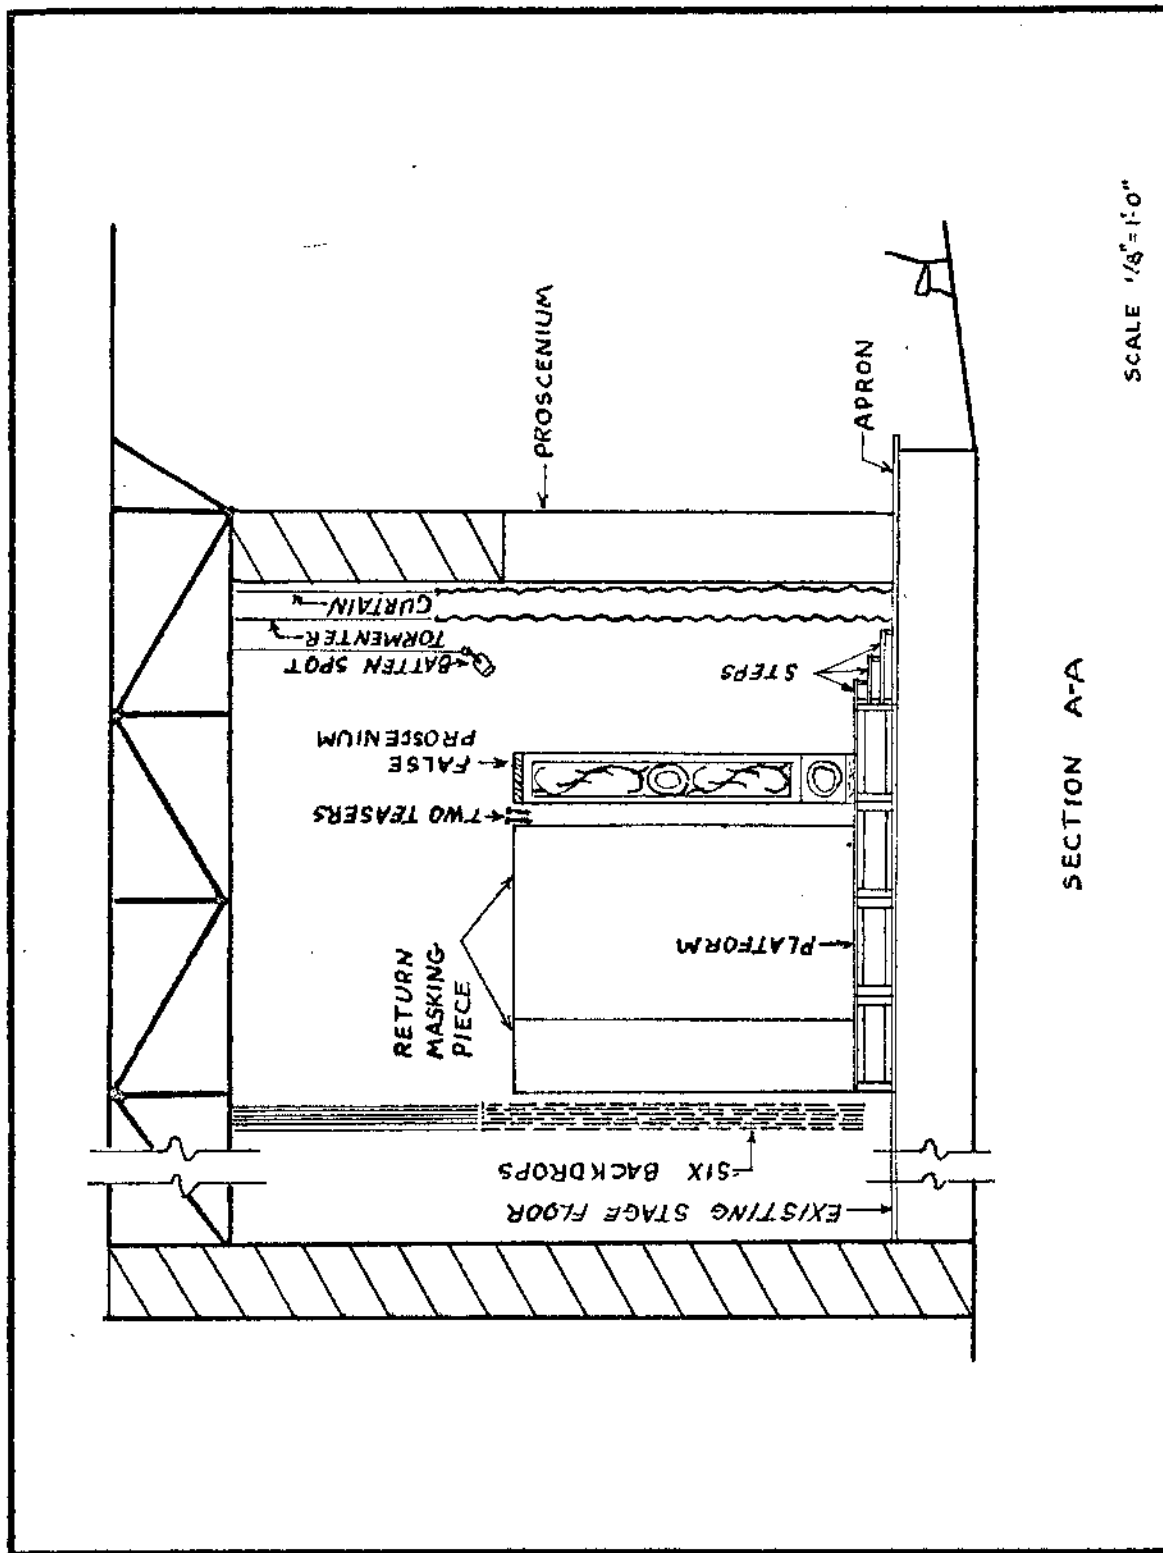 PROSCENIUM
APRON
CURTAIN
TORMENTER
BATTEN SPOT
STEPS
FALSE
PROSCENIUM
TWO TEASERS
RETURN
MASKING
PIECE
PLATFORM
SIX BACKDROPS
EXISTING STAGE FLOOR
SECTION A-A
SCALE 1/8"=1'-0"